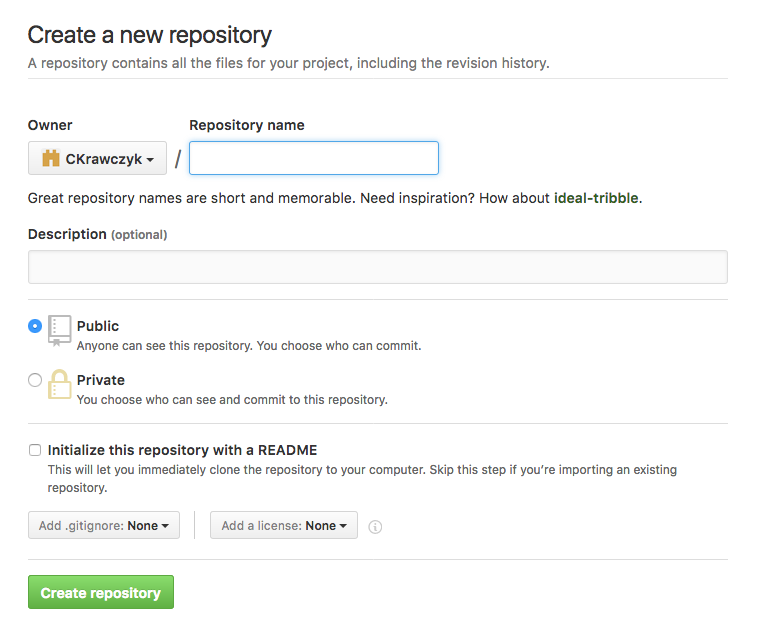 Create a new repository
A repository contains all the files for your project, including the revision history.
Owner
Repository name
CKrawczyk
/
Great repository names are short and memorable. Need inspiration? How about ideal-tribble.
Description (optional)
Public
Anyone can see this repository. You choose who can commit.
Private
You choose who can see and commit to this repository.
Initialize this repository with a README
This will let you immediately clone the repository to your computer. Skip this step if you’re importing an existing
repository.
Add .gitignore: None
Add a license: None
Create repository